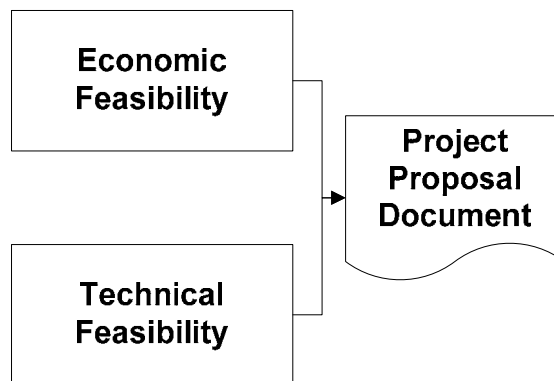 Economic
Feasibility
Project
Proposal
Document
Technical
Feasibility